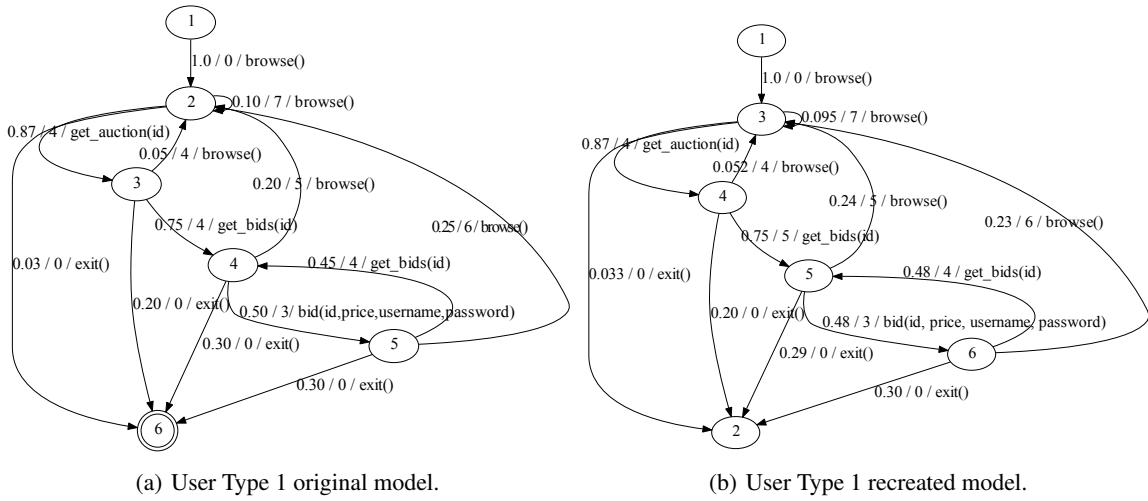 1
1.0 / 0 / browse()
2
0.10 / 7 / browse()
0.87 / 4 / get_auction(id)
0.05 / 4 / browse()
3
0.20 / 5 / browse()
0.75 / 4 / get_bids(id)
0.25 / 6 / browse()
4
0.45 / 4 / get_bids(id)
0.03 / 0 / exit()
0.20 / 0 / exit()
0.50 / 3 / bid(id,price,username,password)
0.30 / 0 / exit()
5
0.30 / 0 / exit()
6
(a) User Type 1 original model.
1
1.0 / 0 / browse()
3
0.095 / 7 / browse()
0.87 / 4 / get_auction(id)
0.052 / 4 / browse()
4
0.24 / 5 / browse()
0.23 / 6 / browse()
0.75 / 5 / get_bids(id)
5
0.48 / 4 / get_bids(id)
0.033 / 0 / exit()
0.20 / 0 / exit()
0.48 / 3 / bid(id, price, username, password)
0.29 / 0 / exit()
6
0.30 / 0 / exit()
2
(b) User Type 1 recreated model.